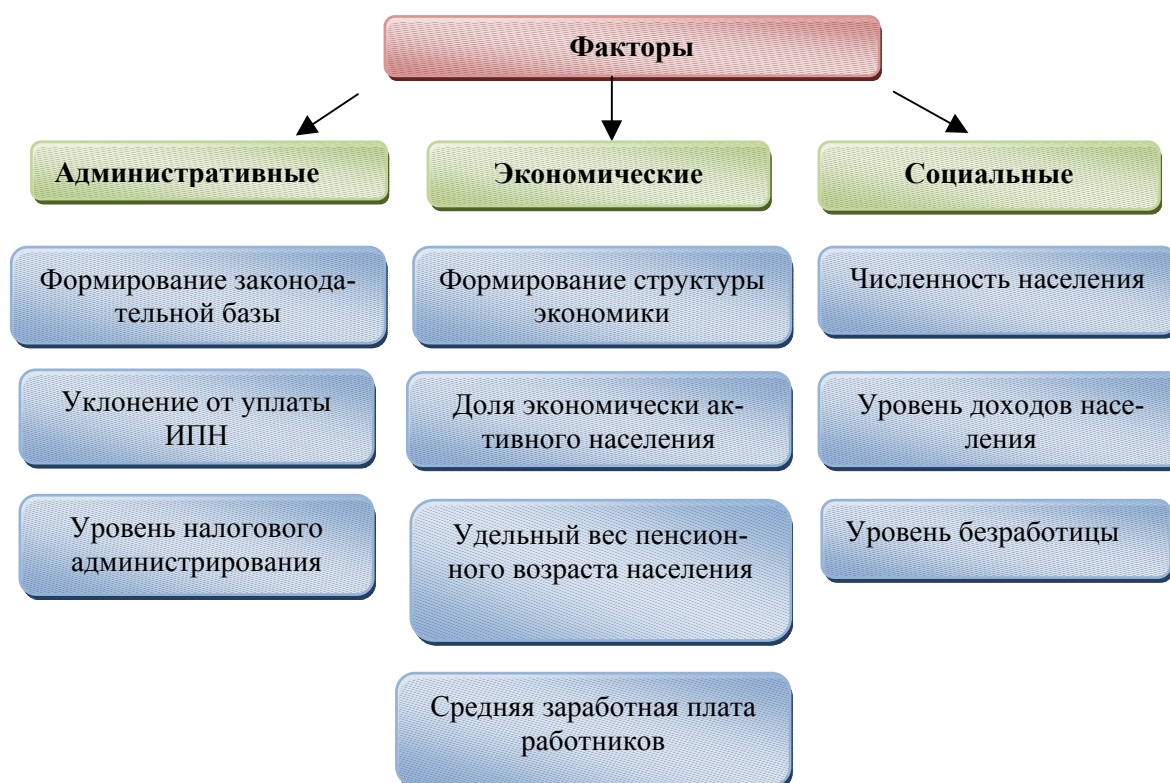 Факторы
Административные
Экономические
Социальные
Формирование законода-
тельной базы
Формирование структуры
экономики
Численность населения
Уклонение от уплаты
ИПН
Доля экономически ак-
тивного населения
Уровень доходов насе-
ления
Уровень налогового
администрирования
Удельный вес пенсион-
ного возраста населения
Уровень безработицы
Средняя заработная плата
работников